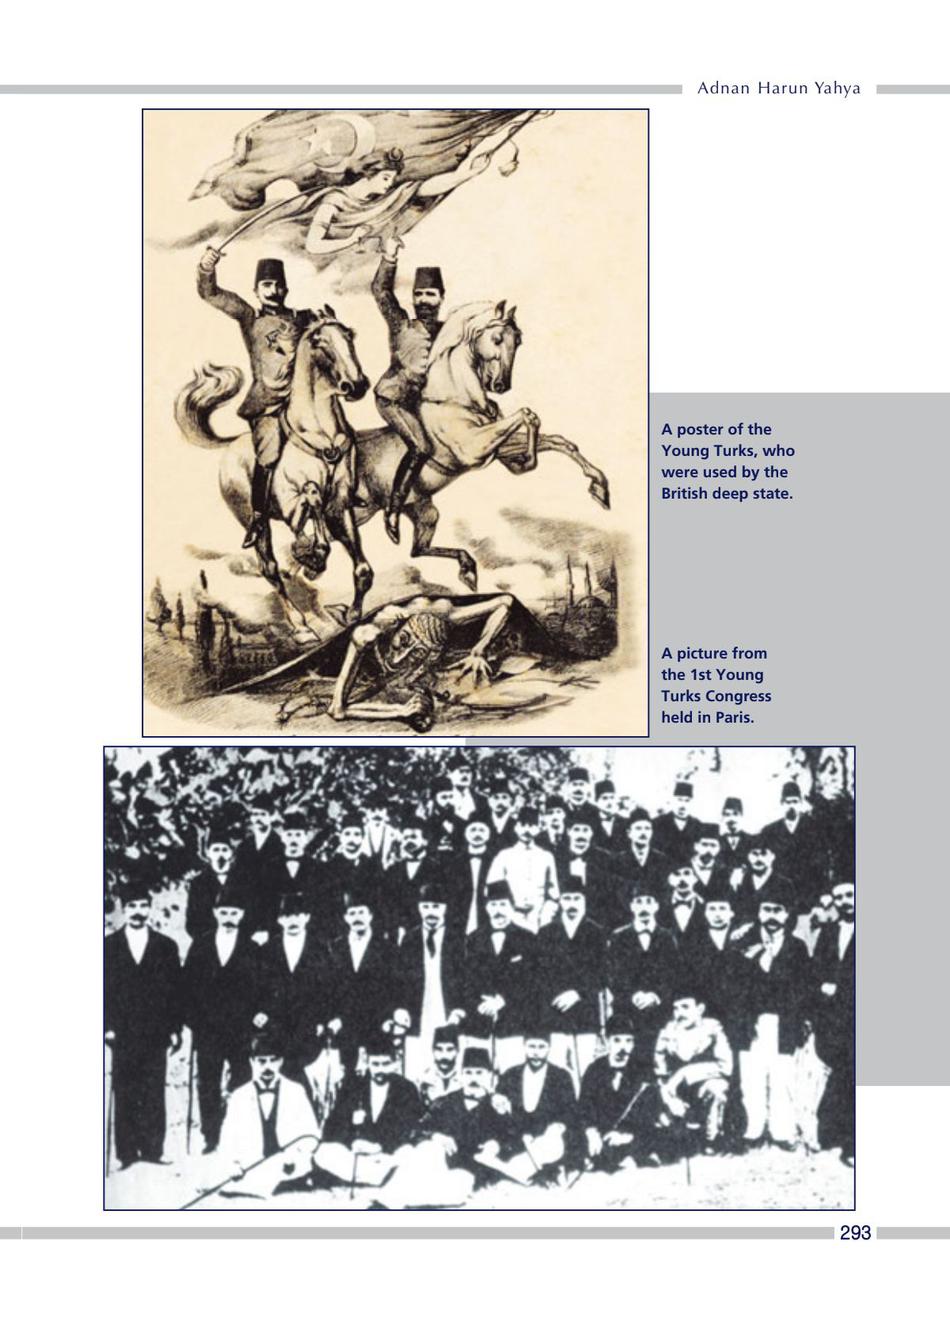 Adnan Harun Yahya
A poster of the
Young Turks, who
were used by the
British deep state.
A picture from
the 1st Young
Turks Congress
held in Paris.
293